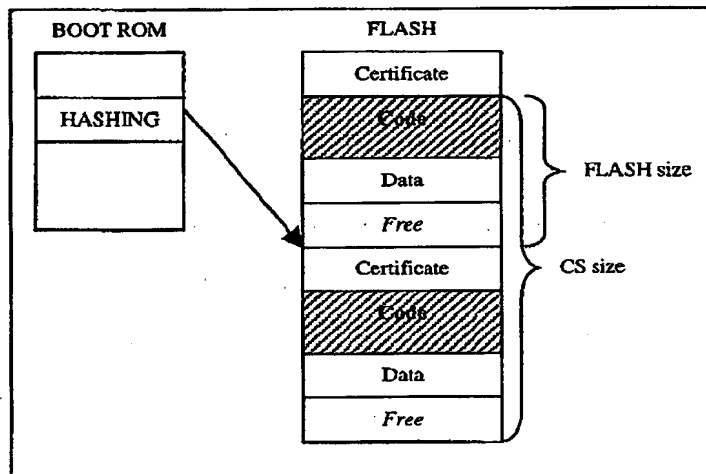 BOOT ROM
FLASH
HASHING
Certificate
Code
Data
Free
Certificate
Code
Data
Free
FLASH size
CS size